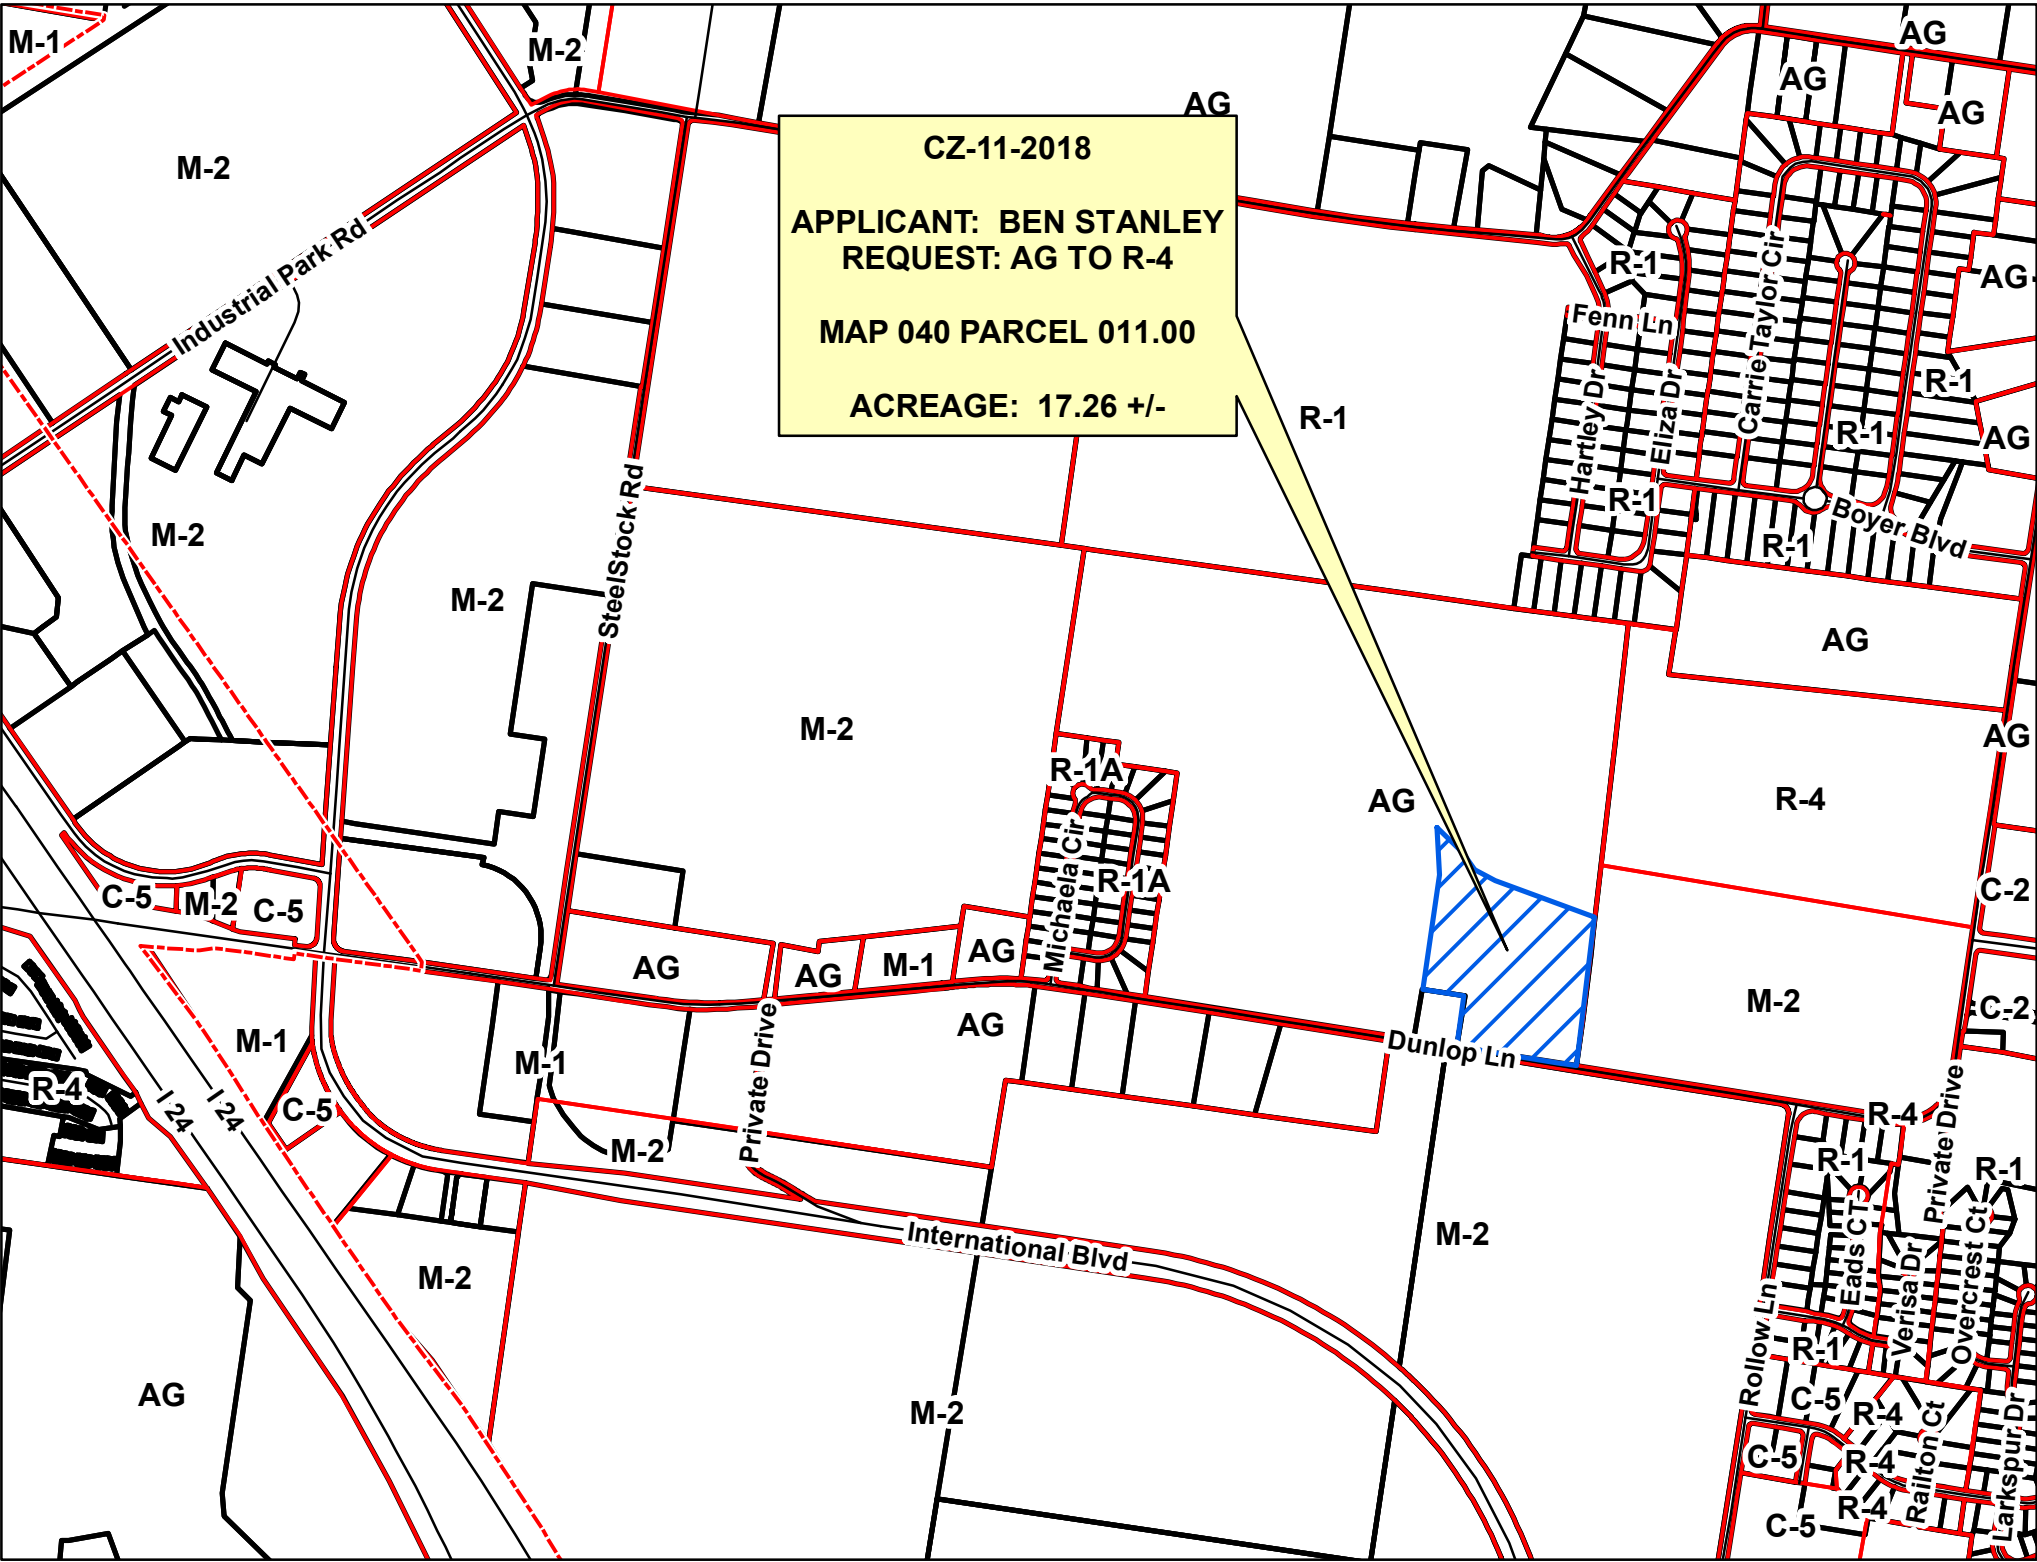 M-1
M-2
AG
AG
AG
AG
M-2
CZ-11-2018
APPLICANT: BEN STANLEY
REQUEST: AG TO R-4
MAP 040 PARCEL 011.00
ACREAGE: 17.26 +/-
Industrial Park Rd
R-1
Carrie Taylor Cir
AG
Fenn Ln
R-1
Hartley Dr
Eliza Dr
R-1
R-1
AG
R-1
Boyer Blvd
R-1
M-2
SteelStock Rd
M-2
AG
M-2
AG
R-1A
AG
R-4
Michaela Cir
R-1A
C-5
M-2
C-5
C-2
AG
AG
M-1
AG
M-2
C-2
AG
Dunlop Ln
M-1
M-1
Private Drive
R-4
C-5
I 24
I 24
M-2
R-4
Private Drive
R-1
R-1
International Blvd
M-2
M-2
Eads CT
Verisa Dr
Overcrest Ct
Rollow Ln
R-1
AG
M-2
C-5
R-4
Railton Ct
Larkspur Dr
C-5
R-4
R-4
C-5